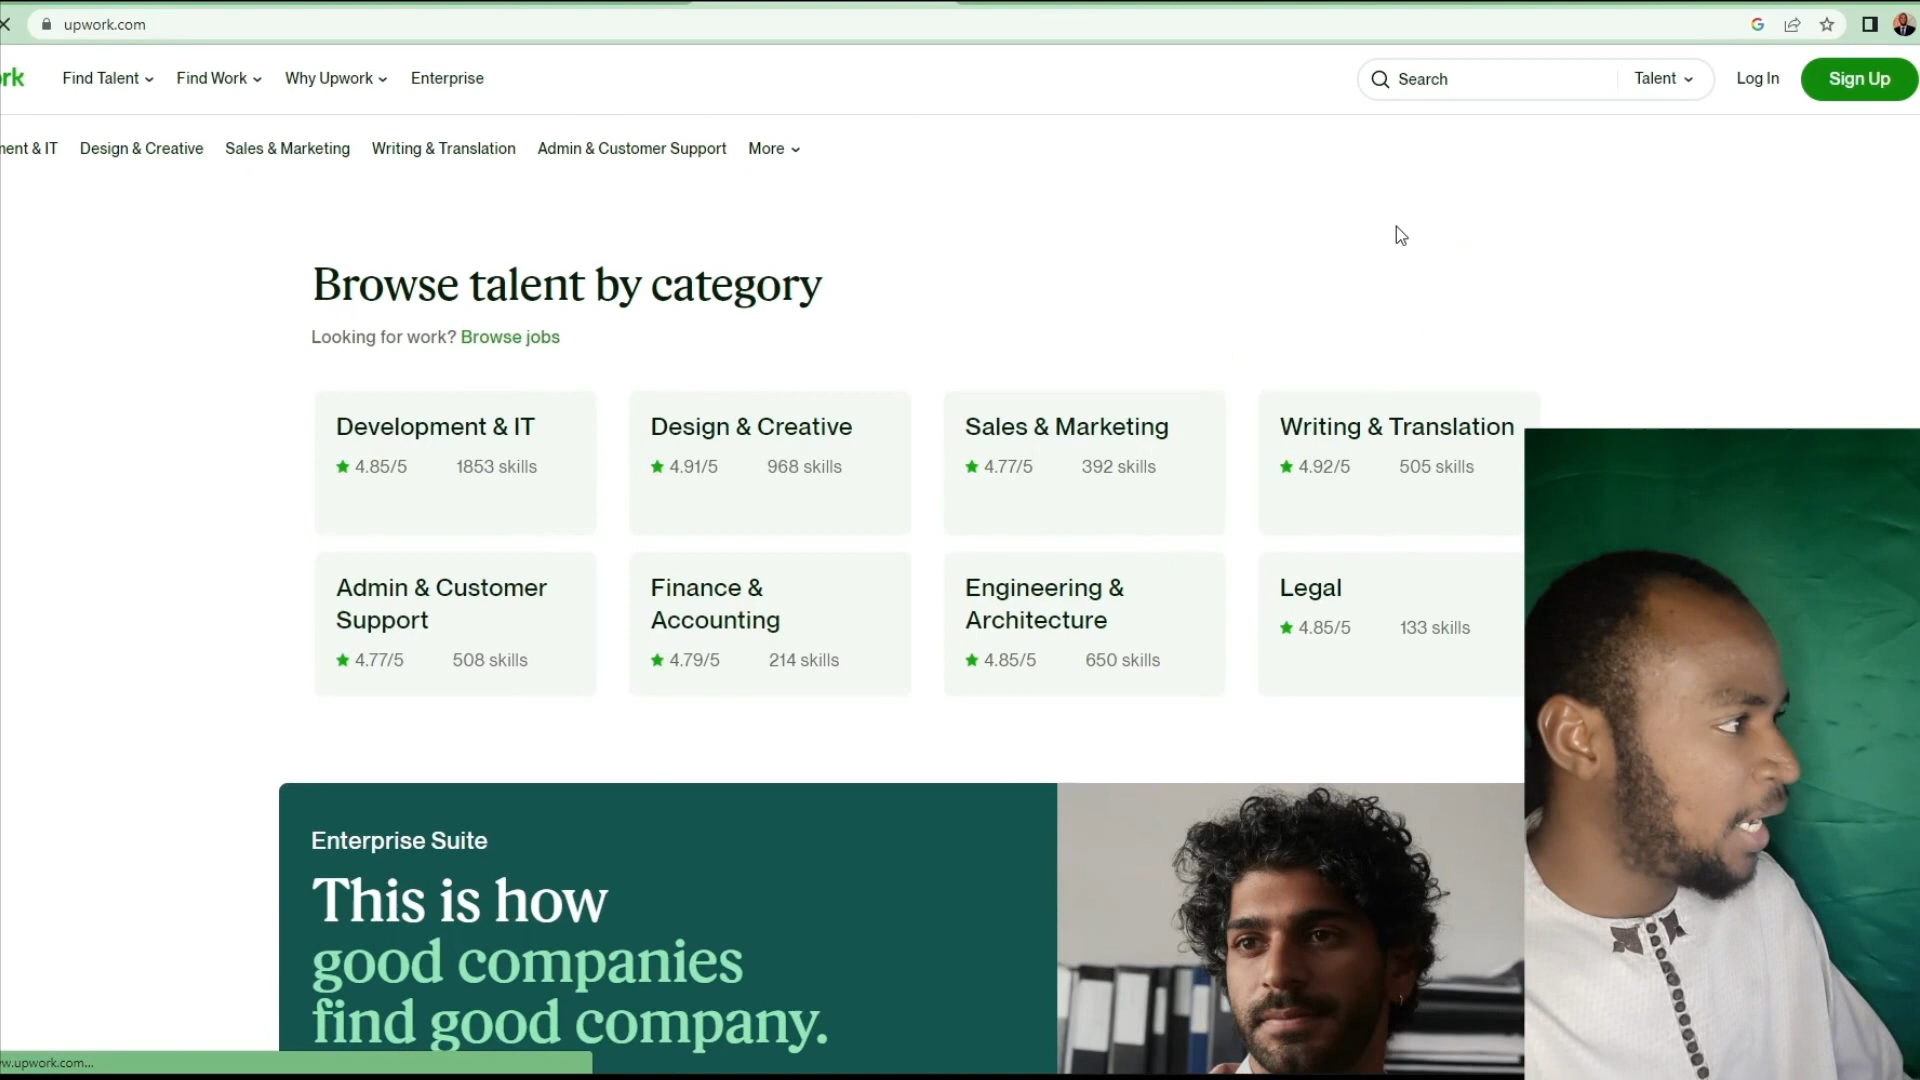 upwork.com
rk
Find Talent
Find Work
Why Upwork
Enterprise
Search
Talent
Log In
Sign Up
ment & IT
Design & Creative
Sales & Marketing
Writing & Translation
Admin & Customer Support
More
Browse talent by category
Looking for work? Browse jobs
Development & IT
4.85/5 1853 skills
Design & Creative
4.91/5 968 skills
Sales & Marketing
4.77/5 392 skills
Writing & Translation
4.92/5 505 skills
Admin & Customer
Support
4.77/5 508 skills
Finance &
Accounting
4.79/5 214 skills
Engineering &
Architecture
4.85/5 650 skills
Legal
4.85/5 133 skills
Enterprise Suite
This is how
good companies
find good company.
w.upwork.com...